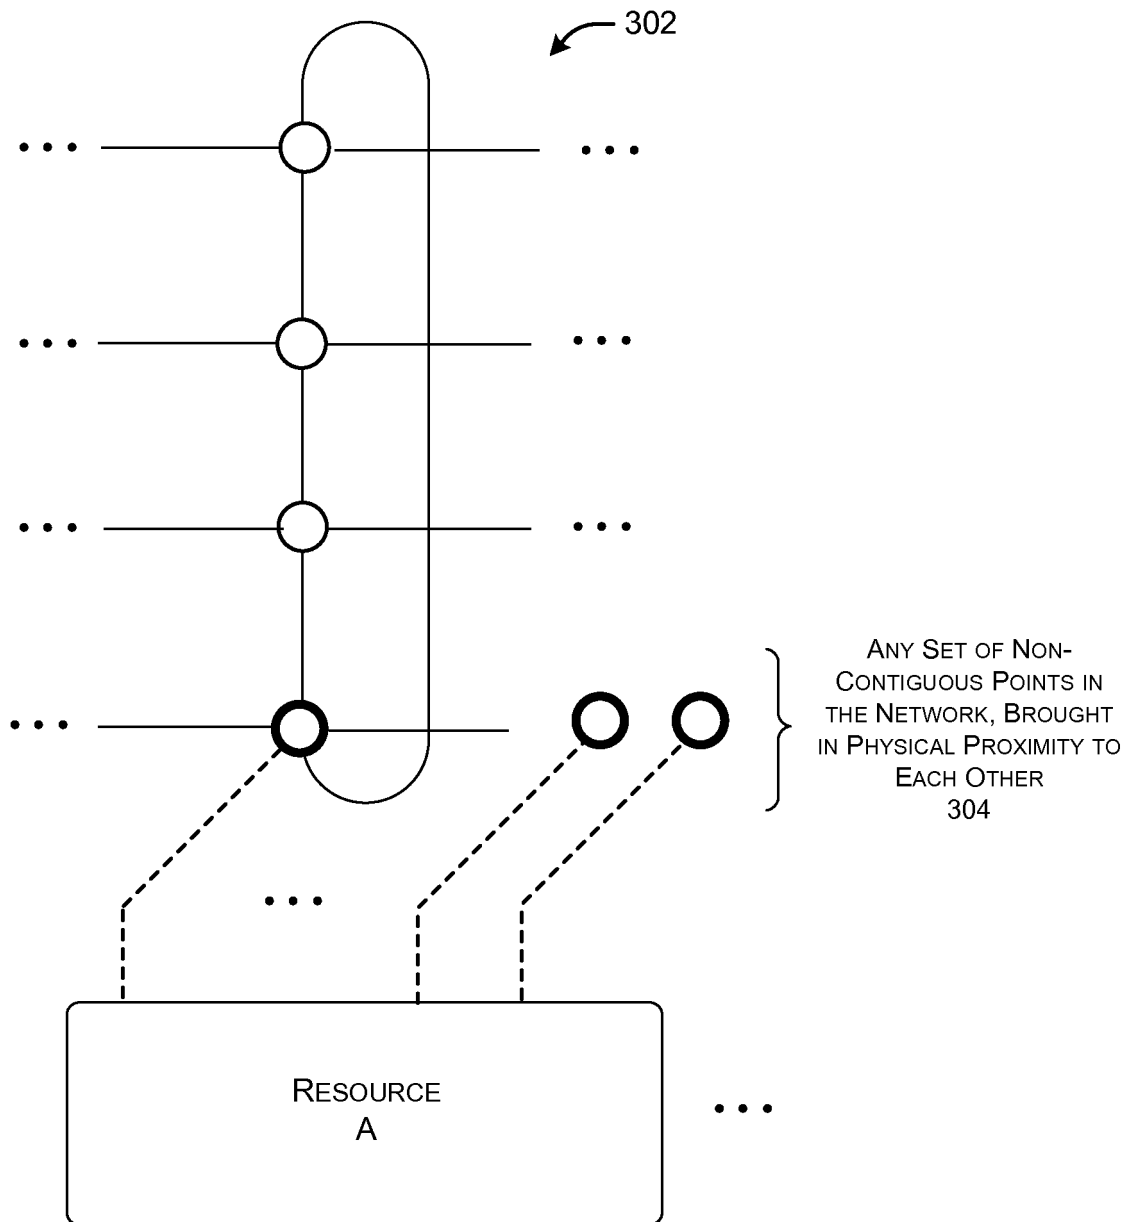 302
ANY SET OF NON-
CONTIGUOUS POINTS IN
THE NETWORK, BROUGHT
IN PHYSICAL PROXIMITY TO
EACH OTHER
304
RESOURCE
A